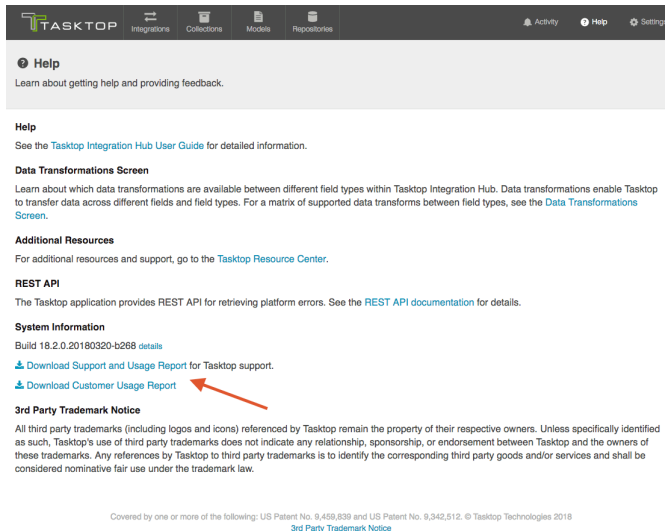 TASKTOP Integrations Collections Models Repositories Activity Help Settings
Help
Learn about getting help and providing feedback.
Help
See the Tasktop Integration Hub User Guide for detailed information.
Data Transformations Screen
Learn about which data transformations are available between different field types within Tasktop Integration Hub. Data transformations enable Tasktop
to transfer data across different fields and field types. For a matrix of supported data transforms between field types, see the Data Transformations
Screen.
Additional Resources
For additional resources and support, go to the Tasktop Resource Center.
REST API
The Tasktop application provides REST API for retrieving platform errors. See the REST API documentation for details.
System Information
Build 18.2.0.20180320-b268 details
Download Support and Usage Report for Tasktop support.
Download Customer Usage Report
3rd Party Trademark Notice
All third party trademarks (including logos and icons) referenced by Tasktop remain the property of their respective owners. Unless specifically identified
as such, Tasktop's use of third party trademarks does not indicate any relationship, sponsorship, or endorsement between Tasktop and the owners of
these trademarks. Any references by Tasktop to third party trademarks is to identify the corresponding third party goods and/or services and shall be
considered nominative fair use under the trademark law.
Covered by one or more of the following: US Patent No. 9,459,839 and US Patent No. 9,342,512. © Tasktop Technologies 2018
3rd Party Trademark Notice